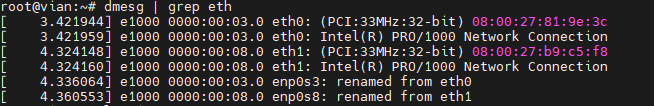 root@vian:~# dmesg | grep eth
[    3.421944] e1000 0000:00:03.0 eth0: (PCI:33MHz:32-bit) 08:00:27:81:9e:3c
[    3.421959] e1000 0000:00:03.0 eth0: Intel(R) PRO/1000 Network Connection
[    4.324148] e1000 0000:00:08.0 eth1: (PCI:33MHz:32-bit) 08:00:27:b9:c5:f8
[    4.324160] e1000 0000:00:08.0 eth1: Intel(R) PRO/1000 Network Connection
[    4.336064] e1000 0000:00:03.0 enp0s3: renamed from eth0
[    4.360553] e1000 0000:00:08.0 enp0s8: renamed from eth1